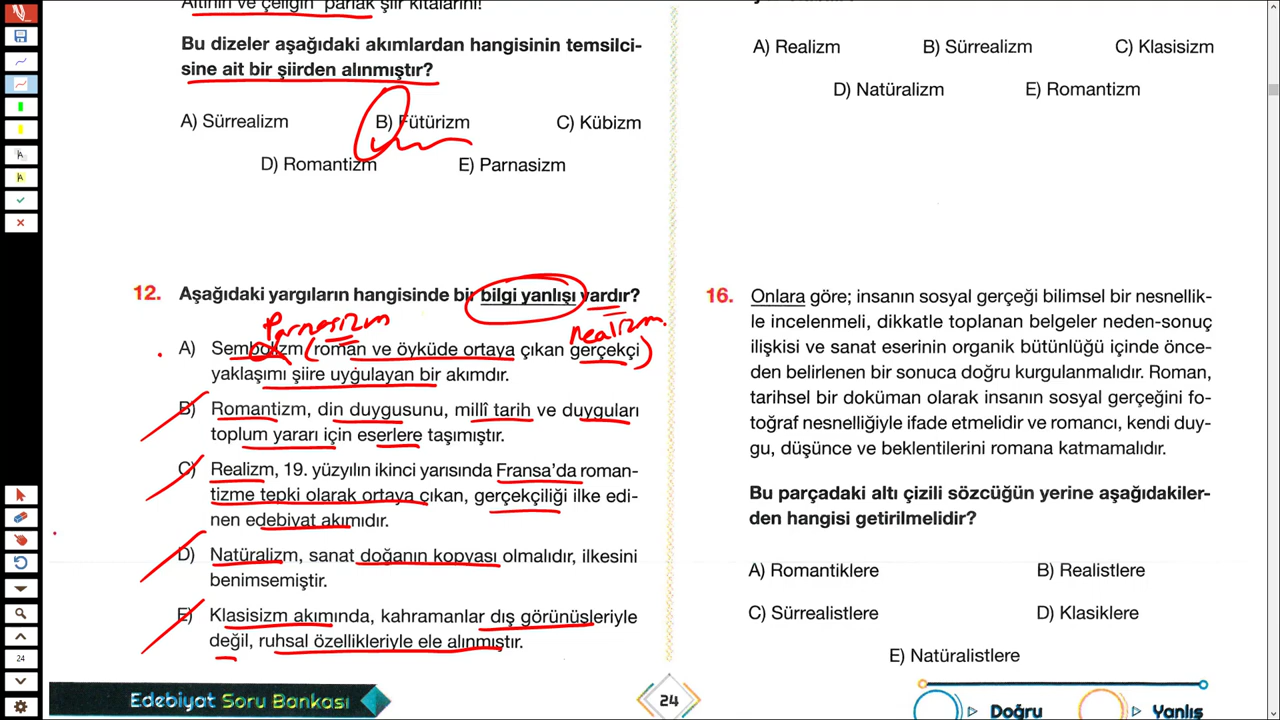 Altının ve çeliğin parlak şiir kitaplarını!
Bu dizeler aşağıdaki akımlardan hangisinin temsilci-
sine ait bir şiirden alınmıştır?
A) Sürrealizm
B) Fütürizm
C) Kübizm
D) Romantizm
E) Parnasizm
12. Aşağıdaki yargıların hangisinde bir bilgi yanlışı vardır?
Parnasizm
realizm.
A) Sembolizm (roman ve öyküde ortaya çıkan gerçekçi)
yaklaşımı şiire uygulayan bir akımdır.
B) Romantizm, din duygusunu, millî tarih ve duyguları
toplum yararı için eserlere taşımıştır.
C) Realizm, 19. yüzyılın ikinci yarısında Fransa’da roman-
tizme tepki olarak ortaya çıkan, gerçekçiliği ilke edi-
nen edebiyat akımıdır.
D) Natüralizm, sanat doğanın kopyası olmalıdır, ilkesini
benimsemiştir.
E) Klasisizm akımında, kahramanlar dış görünüşleriyle
değil, ruhsal özellikleriyle ele alınmıştır.
A) Realizm
B) Sürrealizm
C) Klasisizm
D) Natüralizm
E) Romantizm
16. Onlara göre; insanın sosyal gerçeği bilimsel bir nesnellik-
le incelenmeli, dikkatle toplanan belgeler neden-sonuç
ilişkisi ve sanat eserinin organik bütünlüğü içinde önce-
den belirlenen bir sonuca doğru kurgulanmalıdır. Roman,
tarihsel bir doküman olarak insanın sosyal gerçeğini fo-
toğraf nesnelliğiyle ifade etmelidir ve romancı, kendi duy-
gu, düşünce ve beklentilerini romana katmamalıdır.
Bu parçadaki altı çizili sözcüğün yerine aşağıdakiler-
den hangisi getirilmelidir?
A) Romantiklere
B) Realistlere
C) Sürrealistlere
D) Klasiklere
E) Natüralistlere
Edebiyat Soru Bankası
24
Doğru
Yanlış
24